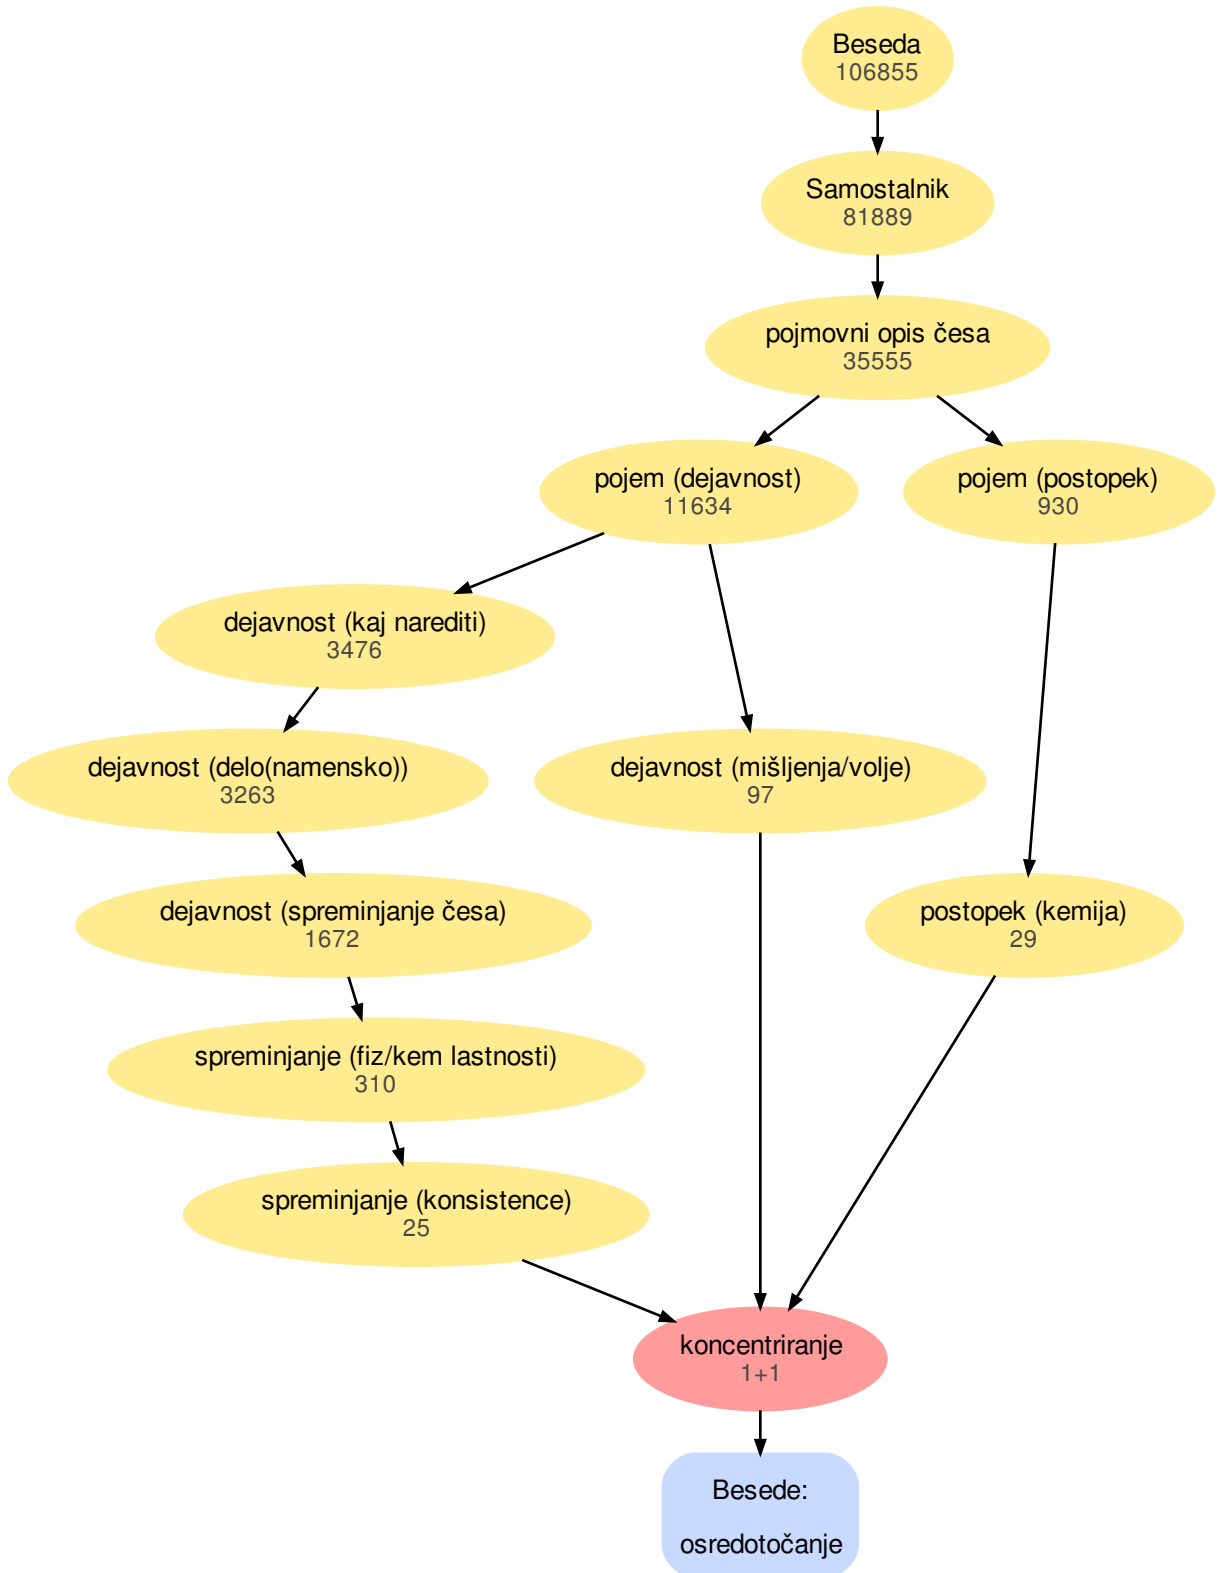 Beseda
106855
Samostalnik
81889
pojmovni opis česa
35555
pojem (dejavnost)
11634
pojem (postopek)
930
dejavnost (kaj narediti)
3476
dejavnost (delo(namensko))
3263
dejavnost (mišljenja/volje)
97
dejavnost (spreminjanje česa)
1672
postopek (kemija)
29
spreminjanje (fiz/kem lastnosti)
310
spreminjanje (konsistence)
25
koncentriranje
1+1
Besede:
osredotočanje